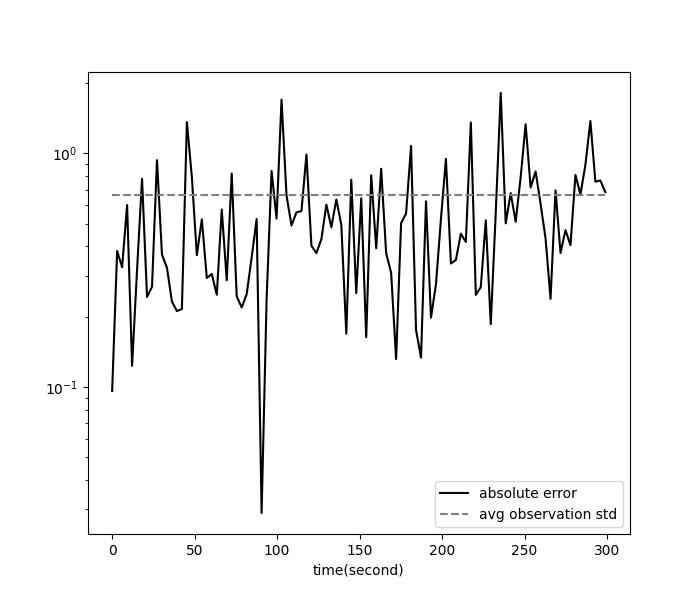 10⁰
10⁻¹
0 50 100 150 200 250 300
time(second)
absolute error
avg observation std